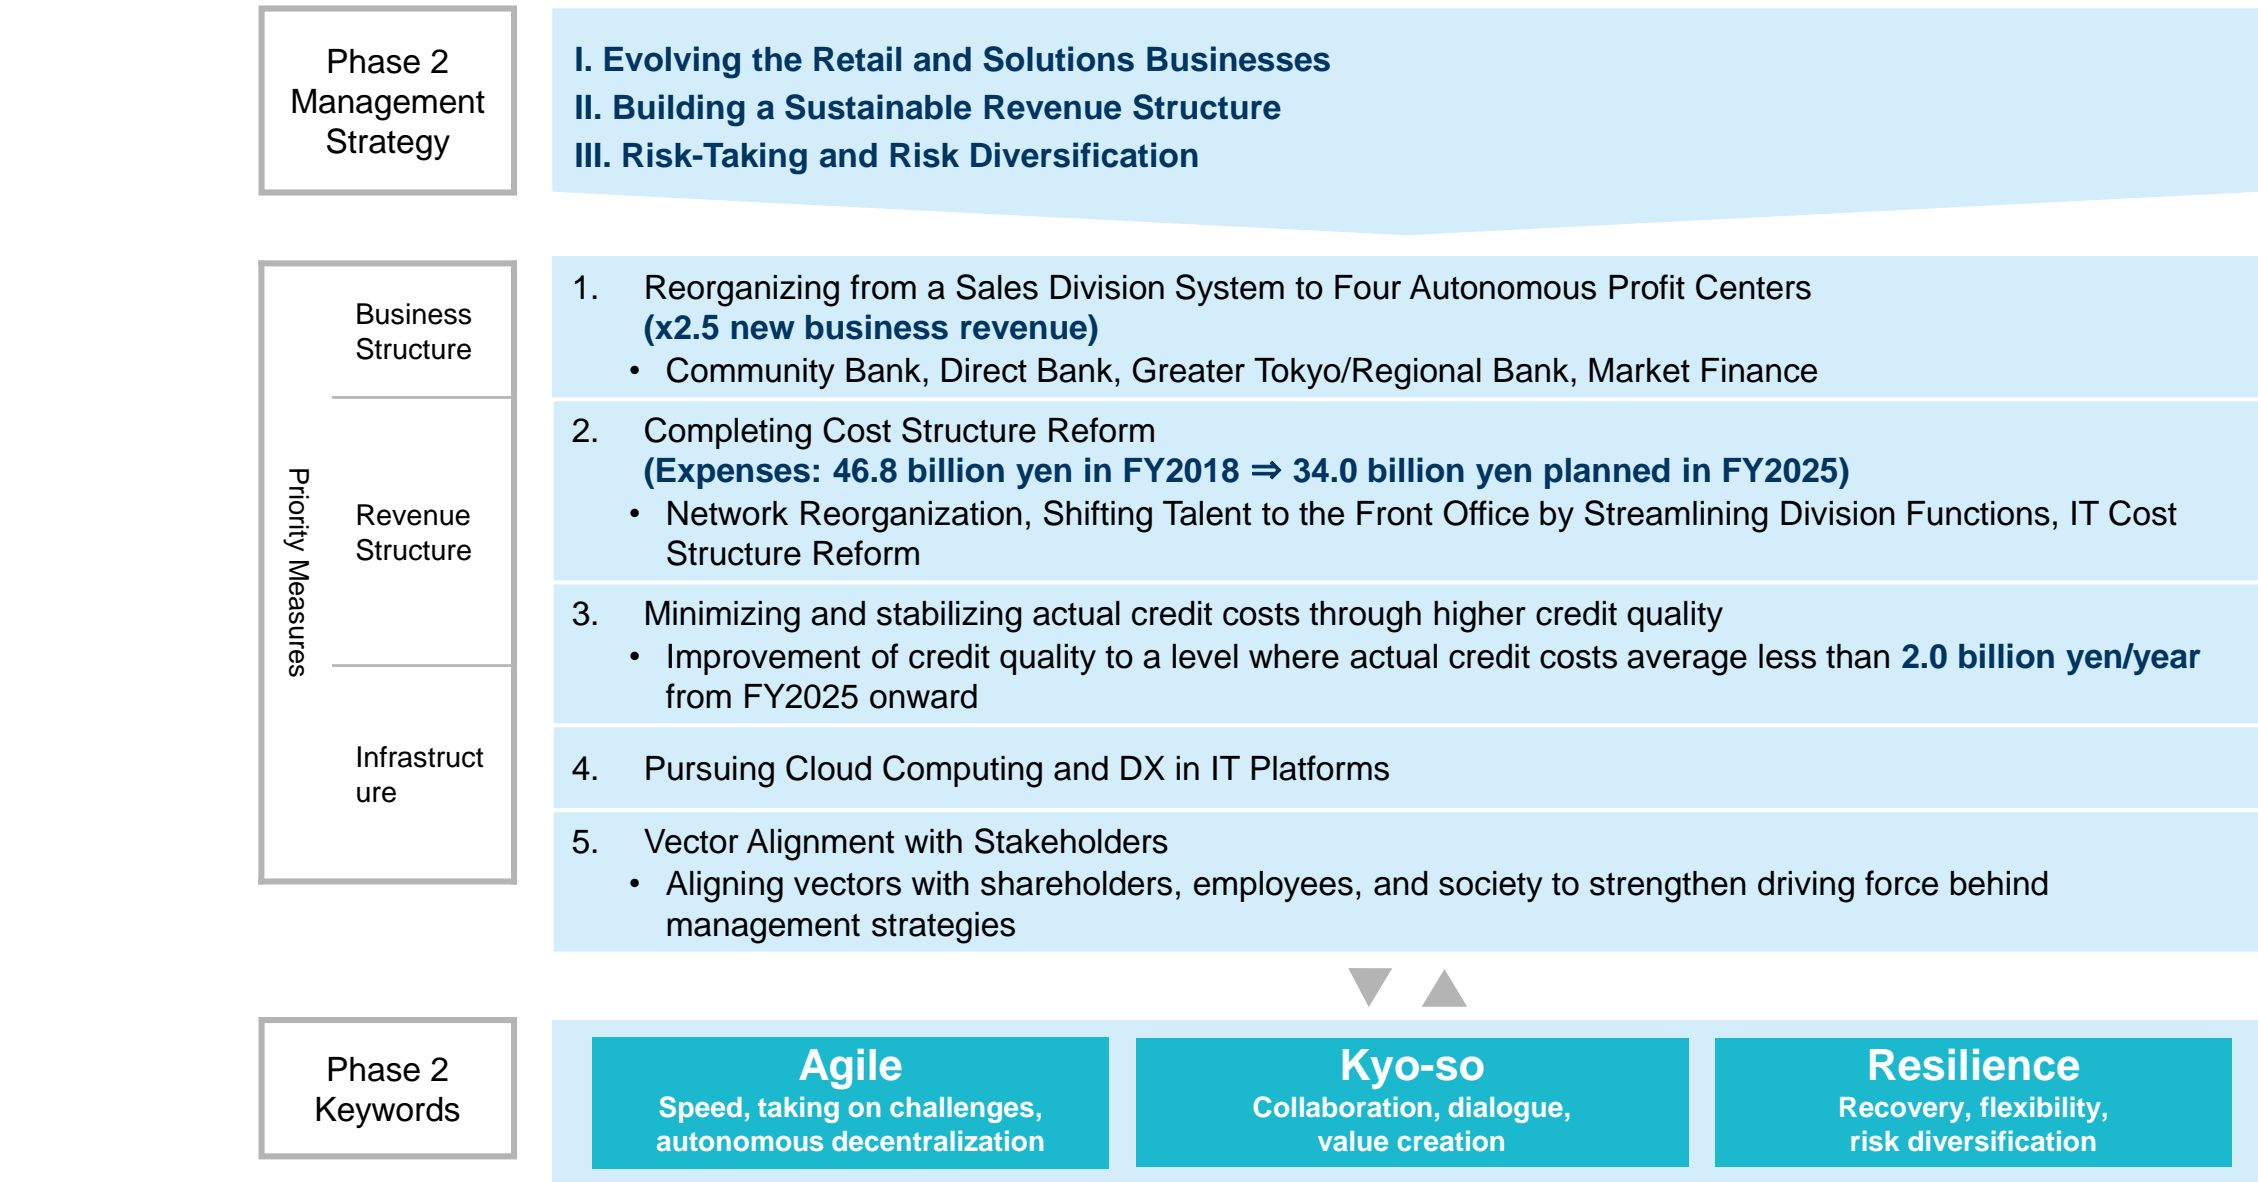 Phase 2
Management
Strategy
I. Evolving the Retail and Solutions Businesses
II. Building a Sustainable Revenue Structure
III. Risk-Taking and Risk Diversification
Priority Measures
Business
Structure
1. Reorganizing from a Sales Division System to Four Autonomous Profit Centers
(x2.5 new business revenue)
• Community Bank, Direct Bank, Greater Tokyo/Regional Bank, Market Finance
Revenue
Structure
2. Completing Cost Structure Reform
(Expenses: 46.8 billion yen in FY2018 ⇒ 34.0 billion yen planned in FY2025)
• Network Reorganization, Shifting Talent to the Front Office by Streamlining Division Functions, IT Cost
Structure Reform
3. Minimizing and stabilizing actual credit costs through higher credit quality
• Improvement of credit quality to a level where actual credit costs average less than 2.0 billion yen/year
from FY2025 onward
Infrastruct
ure
4. Pursuing Cloud Computing and DX in IT Platforms
5. Vector Alignment with Stakeholders
• Aligning vectors with shareholders, employees, and society to strengthen driving force behind
management strategies
Phase 2
Keywords
Agile
Speed, taking on challenges,
autonomous decentralization
Kyo-so
Collaboration, dialogue,
value creation
Resilience
Recovery, flexibility,
risk diversification